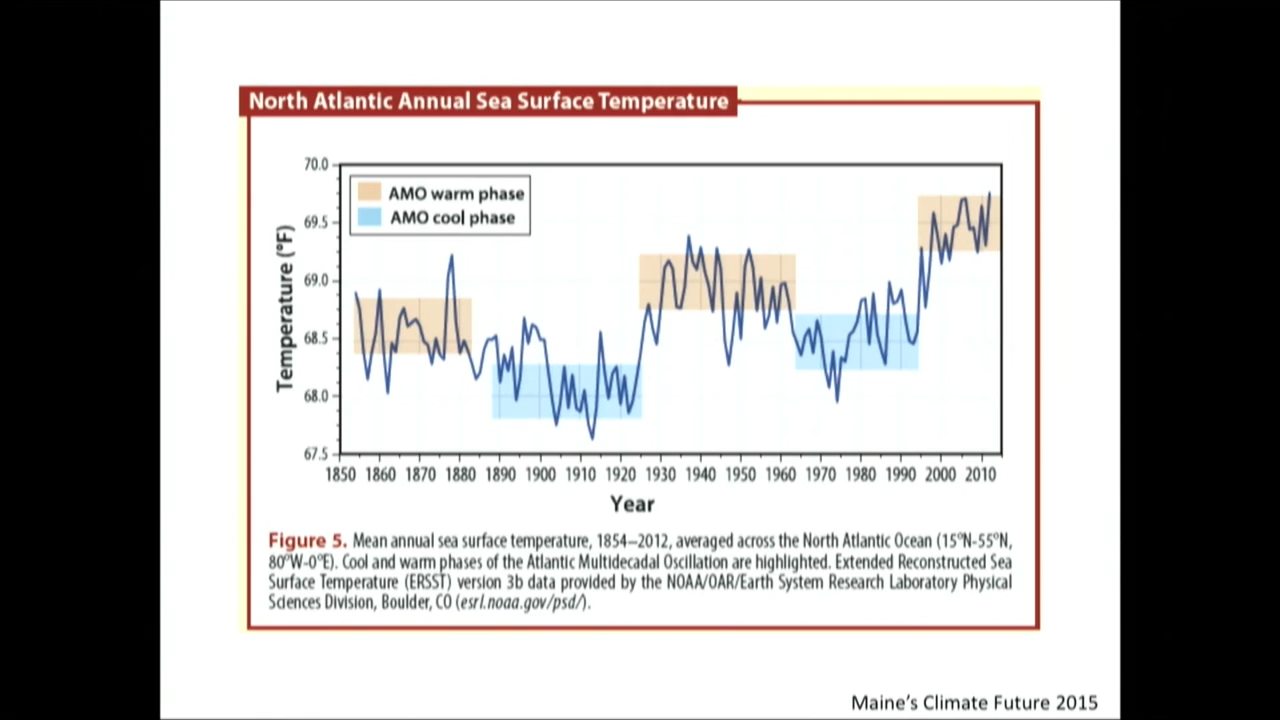 North Atlantic Annual Sea Surface Temperature
70.0
69.5
69.0
68.5
68.0
67.5
Temperature (°F)
AMO warm phase
AMO cool phase
1850 1860 1870 1880 1890 1900 1910 1920 1930 1940 1950 1960 1970 1980 1990 2000 2010
Year
Figure 5. Mean annual sea surface temperature, 1854–2012, averaged across the North Atlantic Ocean (15°N-55°N,
80°W-0°E). Cool and warm phases of the Atlantic Multidecadal Oscillation are highlighted. Extended Reconstructed Sea
Surface Temperature (ERSST) version 3b data provided by the NOAA/OAR/Earth System Research Laboratory Physical
Sciences Division, Boulder, CO (esrl.noaa.gov/psd/).
Maine's Climate Future 2015